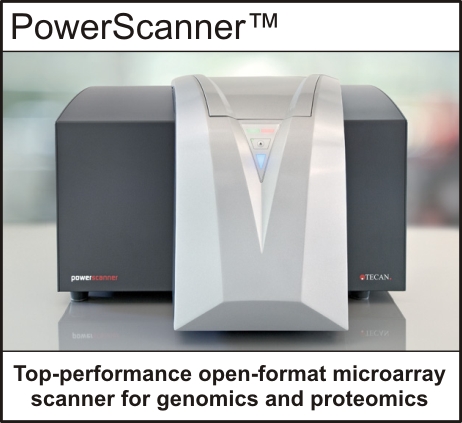 PowerScanner™
powerscanner
TECAN.
Top-performance open-format microarray
scanner for genomics and proteomics